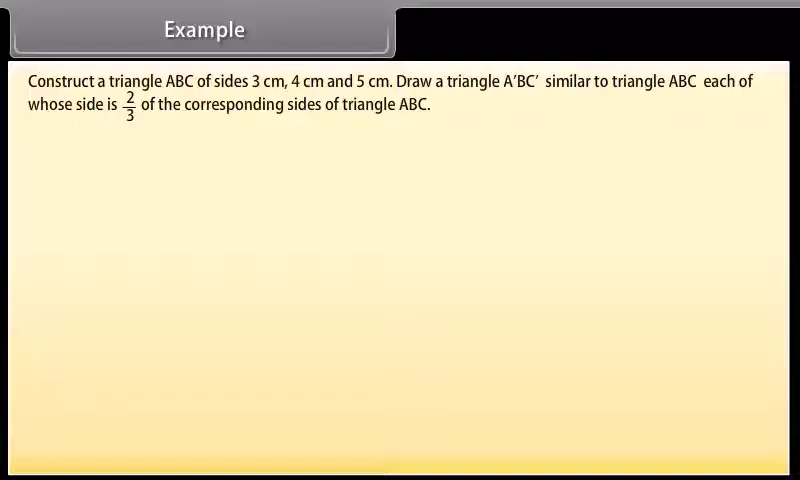 Example
Construct a triangle ABC of sides 3 cm, 4 cm and 5 cm. Draw a triangle A′BC′ similar to triangle ABC each of
whose side is 2/3 of the corresponding sides of triangle ABC.